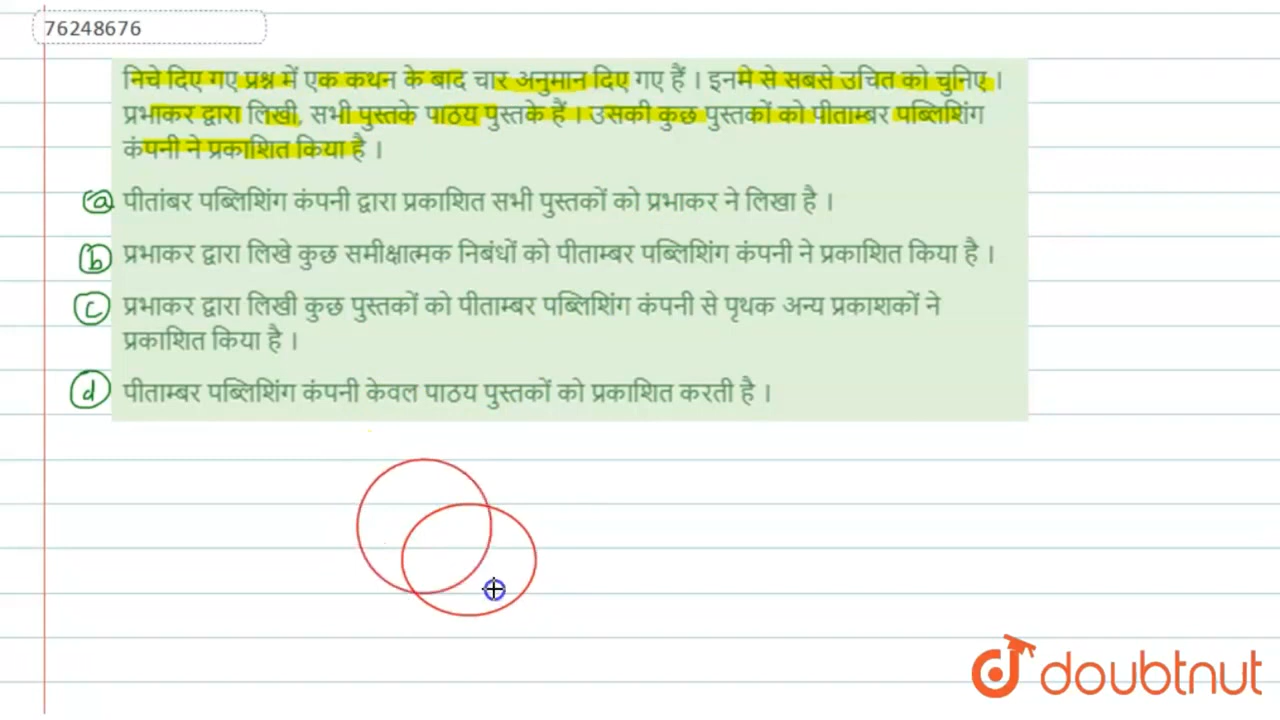 76248676
निचे दिए गए प्रश्न में एक कथन के बाद चार अनुमान दिए गए हैं । इनमे से सबसे उचित को चुनिए ।
प्रभाकर द्वारा लिखी, सभी पुस्तके पाठय पुस्तके हैं । उसकी कुछ पुस्तकों को पीताम्बर पब्लिशिंग
कंपनी ने प्रकाशित किया है ।
a पीतांबर पब्लिशिंग कंपनी द्वारा प्रकाशित सभी पुस्तकों को प्रभाकर ने लिखा है ।
b प्रभाकर द्वारा लिखे कुछ समीक्षात्मक निबंधों को पीताम्बर पब्लिशिंग कंपनी ने प्रकाशित किया है ।
c प्रभाकर द्वारा लिखी कुछ पुस्तकों को पीताम्बर पब्लिशिंग कंपनी से पृथक अन्य प्रकाशकों ने
प्रकाशित किया है ।
d पीताम्बर पब्लिशिंग कंपनी केवल पाठय पुस्तकों को प्रकाशित करती है ।
doubtnut